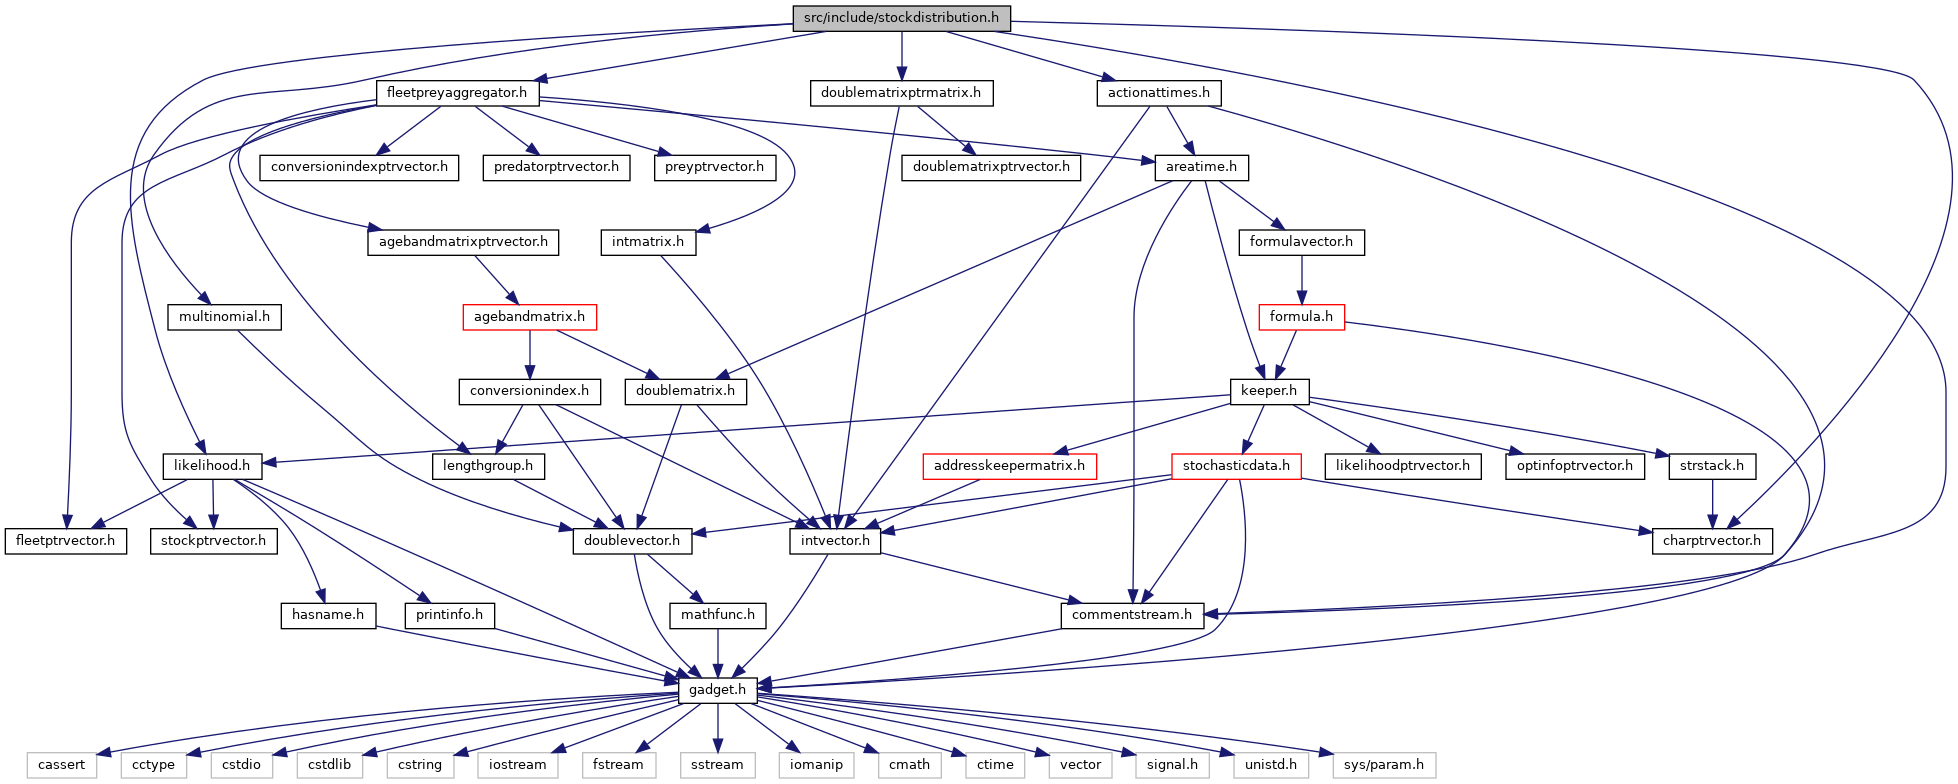 src/include/stockdistribution.h
fleetpreyaggregator.h
doublematrixptrmatrix.h
actionattimes.h
conversionindexptrvector.h
predatorptrvector.h
preyptrvector.h
doublematrixptrvector.h
areatime.h
agebandmatrixptrvector.h
intmatrix.h
formulavector.h
multinomial.h
agebandmatrix.h
formula.h
conversionindex.h
doublematrix.h
keeper.h
likelihood.h
lengthgroup.h
addresskeepermatrix.h
stochasticdata.h
likelihoodptrvector.h
optinfoptrvector.h
strstack.h
fleetptrvector.h
stockptrvector.h
doublevector.h
intvector.h
charptrvector.h
hasname.h
printinfo.h
mathfunc.h
commentstream.h
gadget.h
cassert
cctype
cstdio
cstdlib
cstring
iostream
fstream
sstream
iomanip
cmath
ctime
vector
signal.h
unistd.h
sys/param.h